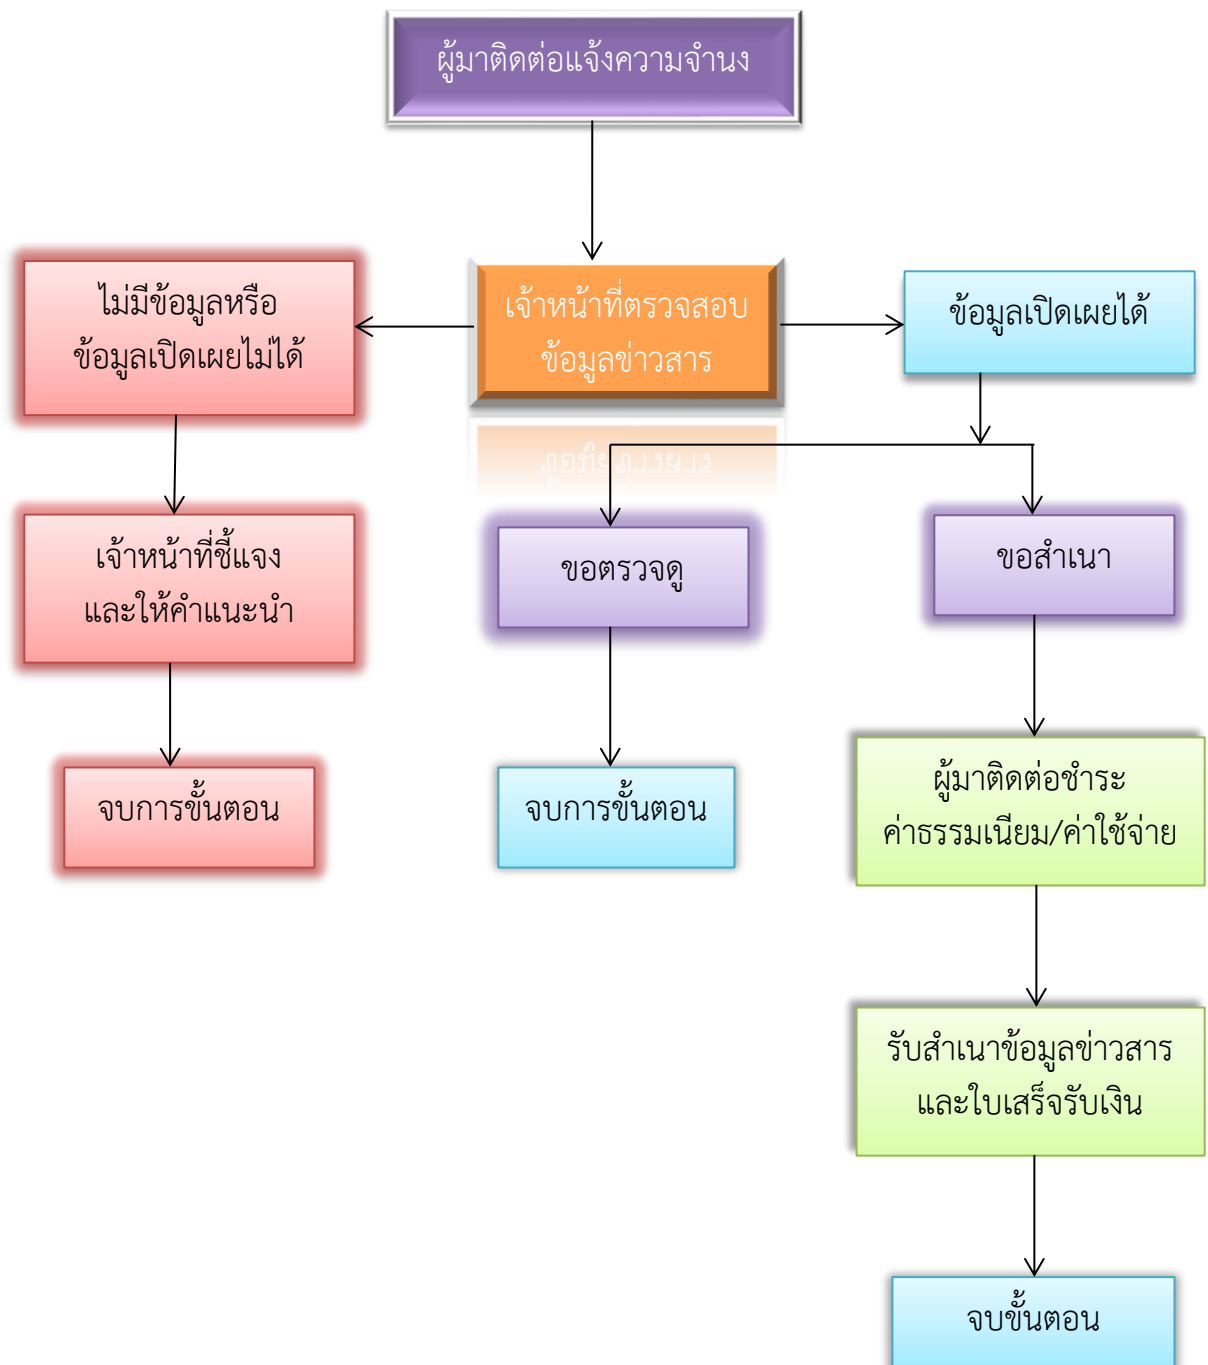 ผู้มาติดต่อแจ้งความจำนง
ไม่มีข้อมูลหรือ
ข้อมูลเปิดเผยไม่ได้
เจ้าหน้าที่ตรวจสอบ
ข้อมูลข่าวสาร
ข้อมูลเปิดเผยได้
เจ้าหน้าที่ชี้แจง
และให้คำแนะนำ
ขอตรวจดู
ขอสำเนา
จบการขั้นตอน
จบการขั้นตอน
ผู้มาติดต่อชำระ
ค่าธรรมเนียม/ค่าใช้จ่าย
รับสำเนาข้อมูลข่าวสาร
และใบเสร็จรับเงิน
จบขั้นตอน